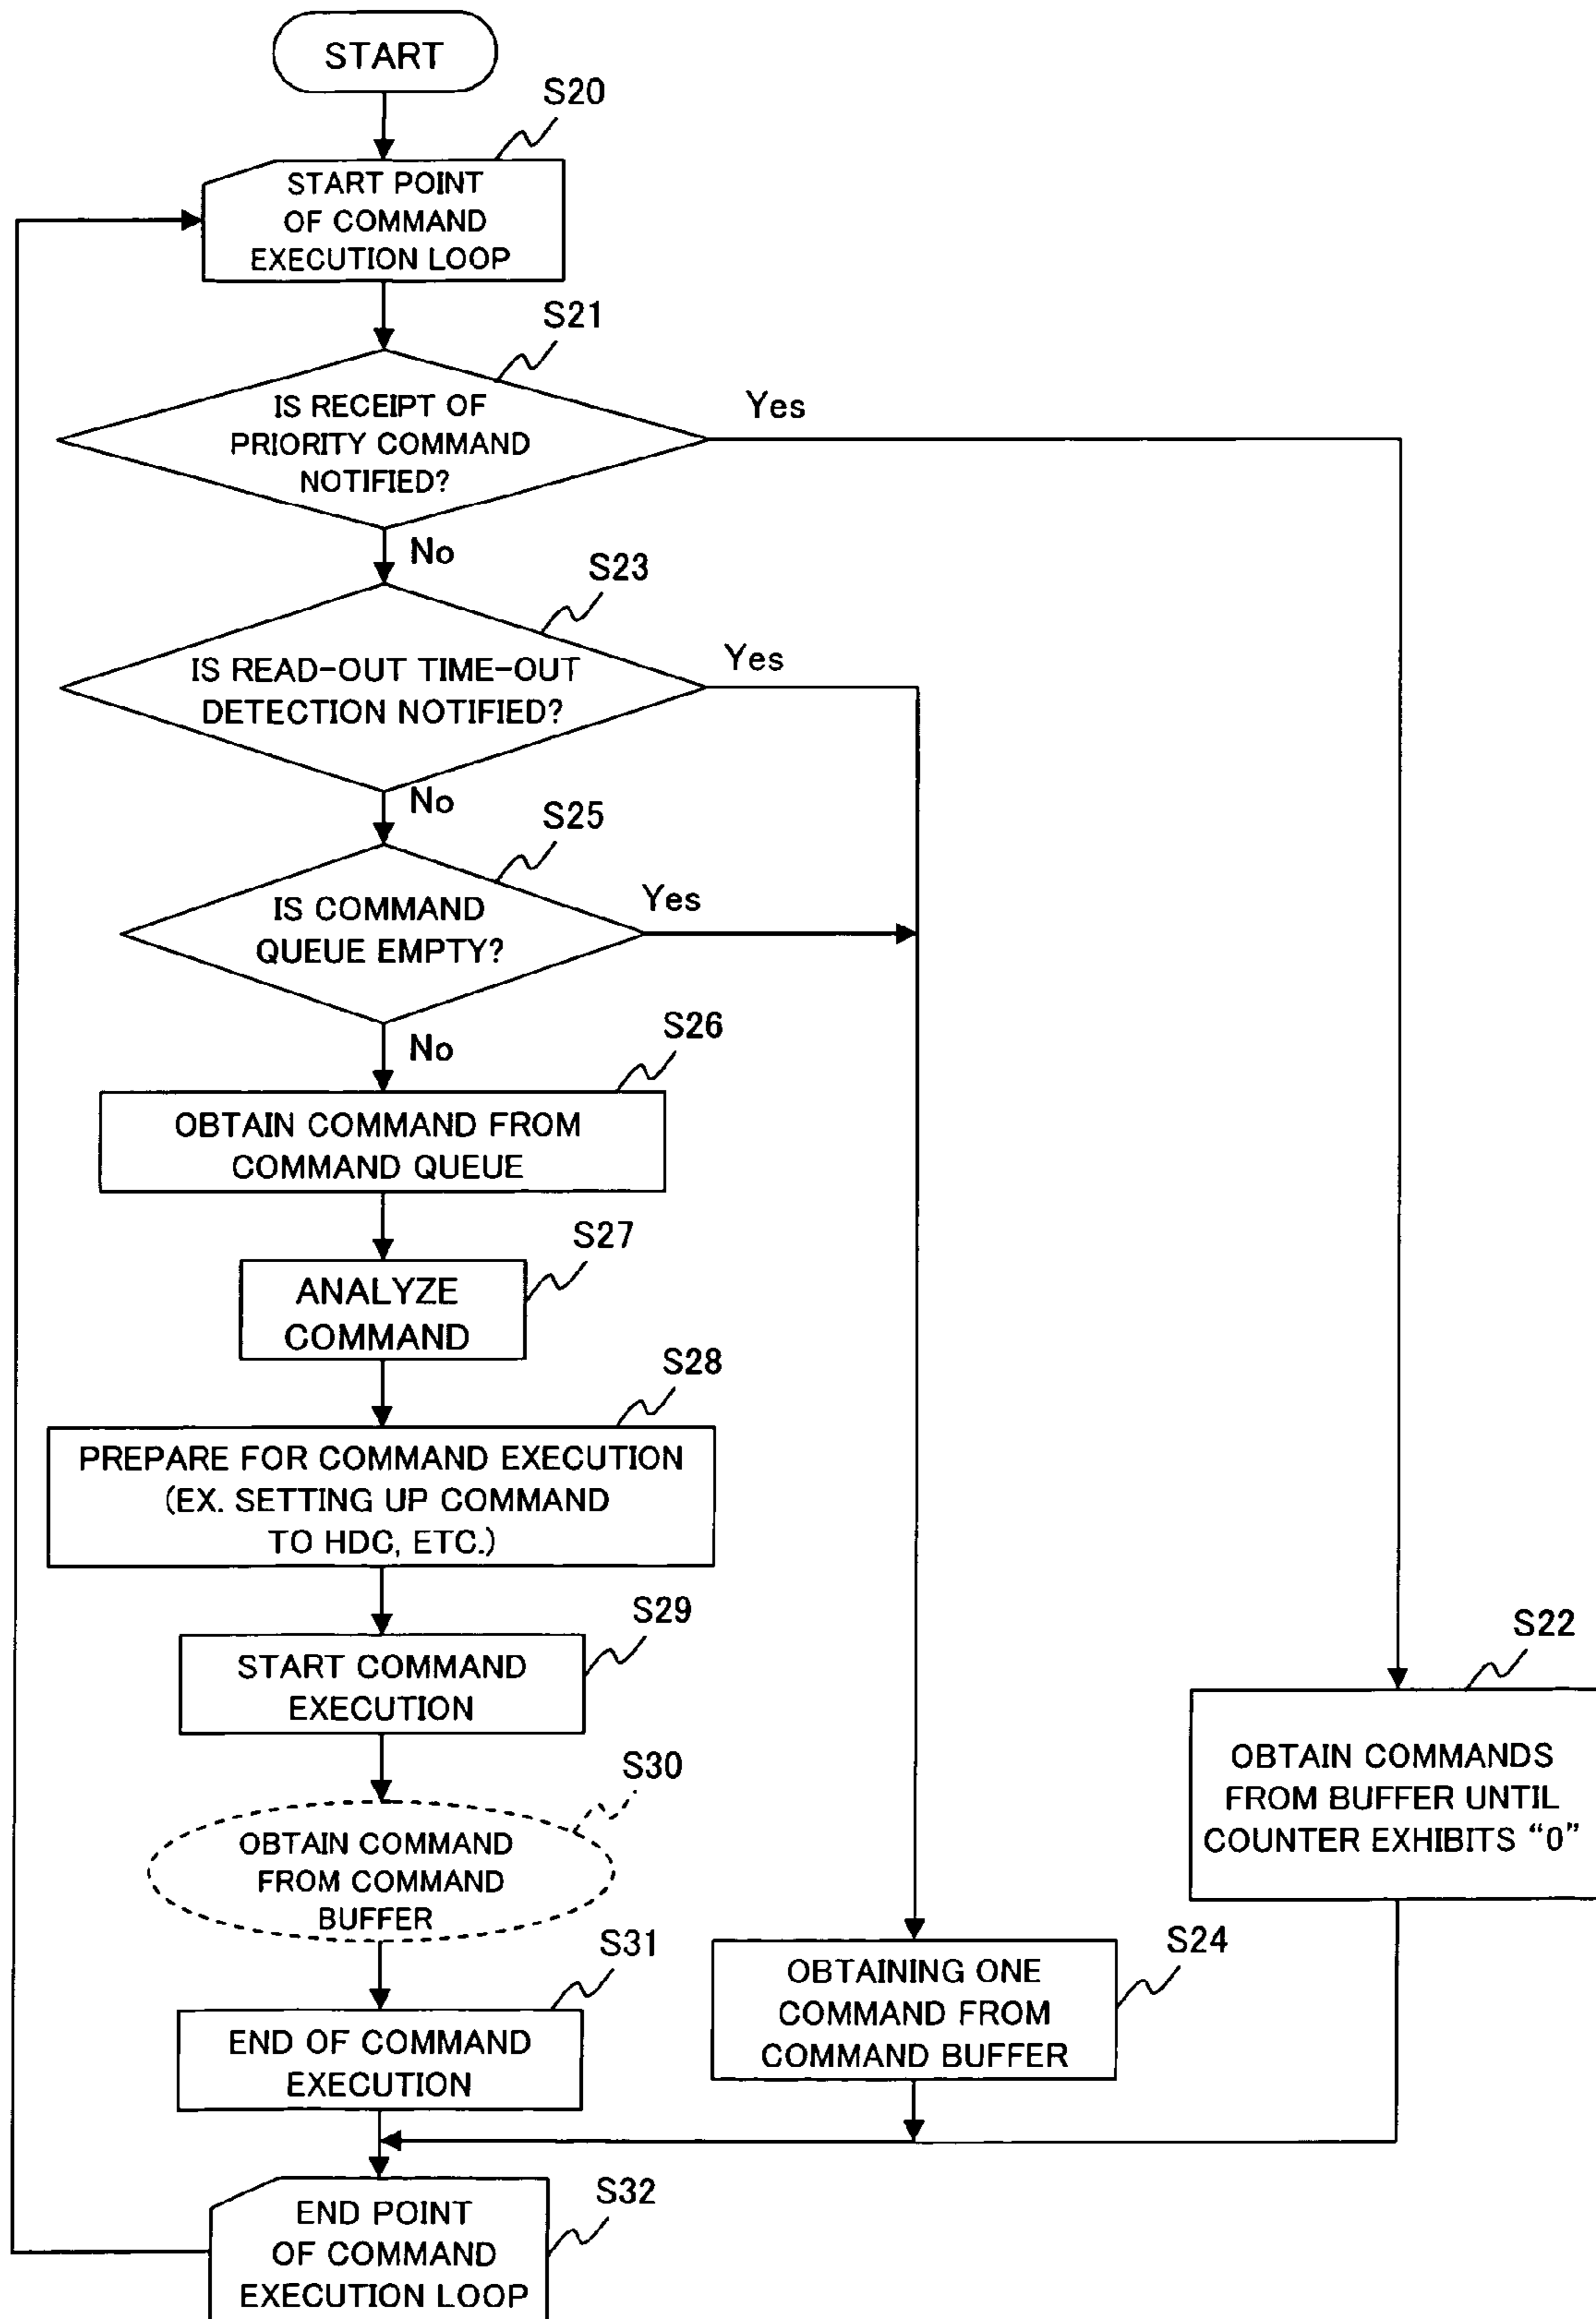 START
S20
START POINT
OF COMMAND
EXECUTION LOOP
S21
IS RECEIPT OF
PRIORITY COMMAND
NOTIFIED?
Yes
No
S23
IS READ-OUT TIME-OUT
DETECTION NOTIFIED?
Yes
No
S25
IS COMMAND
QUEUE EMPTY?
Yes
No
S26
OBTAIN COMMAND FROM
COMMAND QUEUE
S27
ANALYZE
COMMAND
S28
PREPARE FOR COMMAND EXECUTION
(EX. SETTING UP COMMAND
TO HDC, ETC.)
S29
START COMMAND
EXECUTION
S22
OBTAIN COMMANDS
FROM BUFFER UNTIL
COUNTER EXHIBITS “0”
S30
OBTAIN COMMAND
FROM COMMAND
BUFFER
S31
END OF COMMAND
EXECUTION
S24
OBTAINING ONE
COMMAND FROM
COMMAND BUFFER
S32
END POINT
OF COMMAND
EXECUTION LOOP